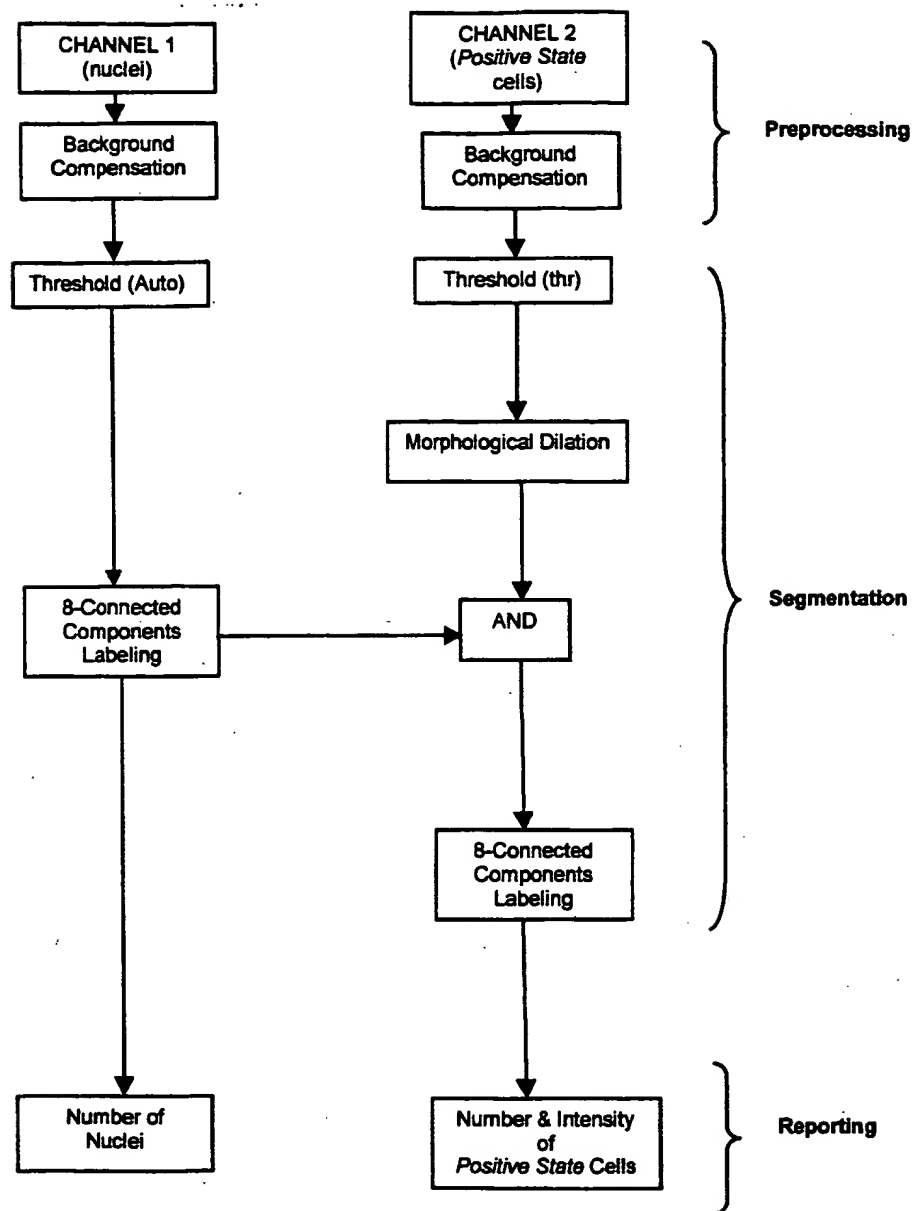 CHANNEL 1
(nuclei)
CHANNEL 2
(Positive State
cells)
Preprocessing
Background
Compensation
Background
Compensation
Threshold (Auto)
Threshold (thr)
Morphological Dilation
8-Connected
Components
Labeling
AND
Segmentation
8-Connected
Components
Labeling
Number of
Nuclei
Number & Intensity
of
Positive State Cells
Reporting